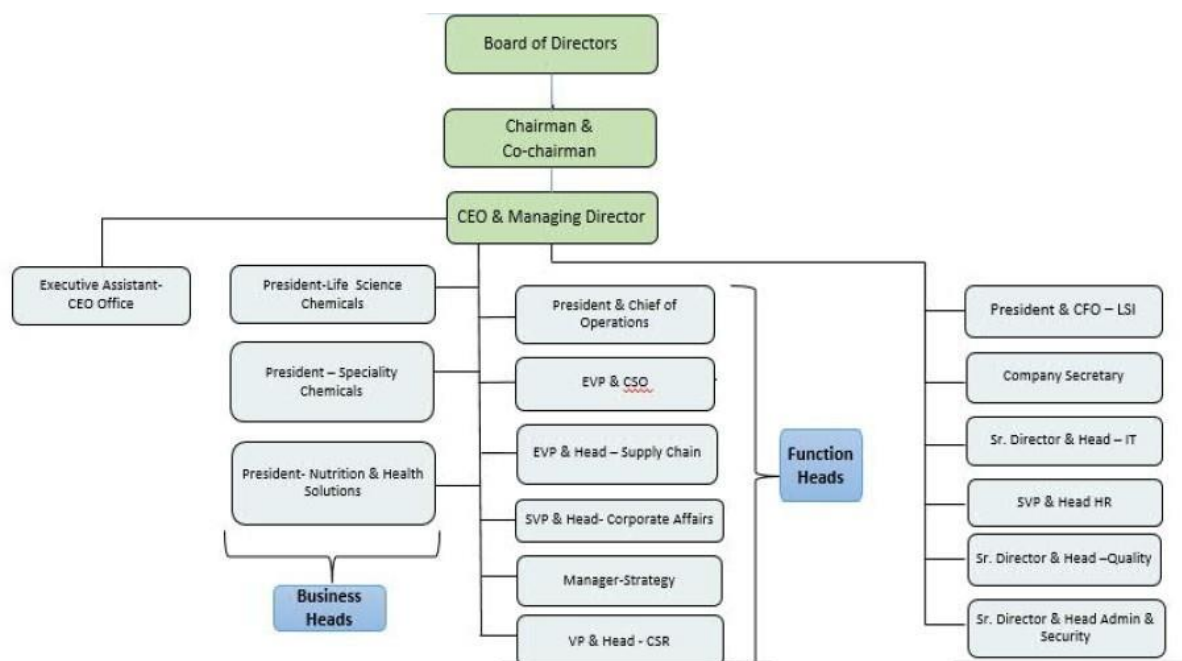 Board of Directors
Chairman &
Co-chairman
CEO & Managing Director
Executive Assistant-
CEO Office
President-Life Science
Chemicals
President – Speciality
Chemicals
President- Nutrition & Health
Solutions
Business
Heads
President & Chief of
Operations
EVP & CSO
EVP & Head – Supply Chain
SVP & Head- Corporate Affairs
Manager-Strategy
VP & Head - CSR
Function
Heads
President & CFO – LSI
Company Secretary
Sr. Director & Head – IT
SVP & Head HR
Sr. Director & Head –Quality
Sr. Director & Head Admin &
Security